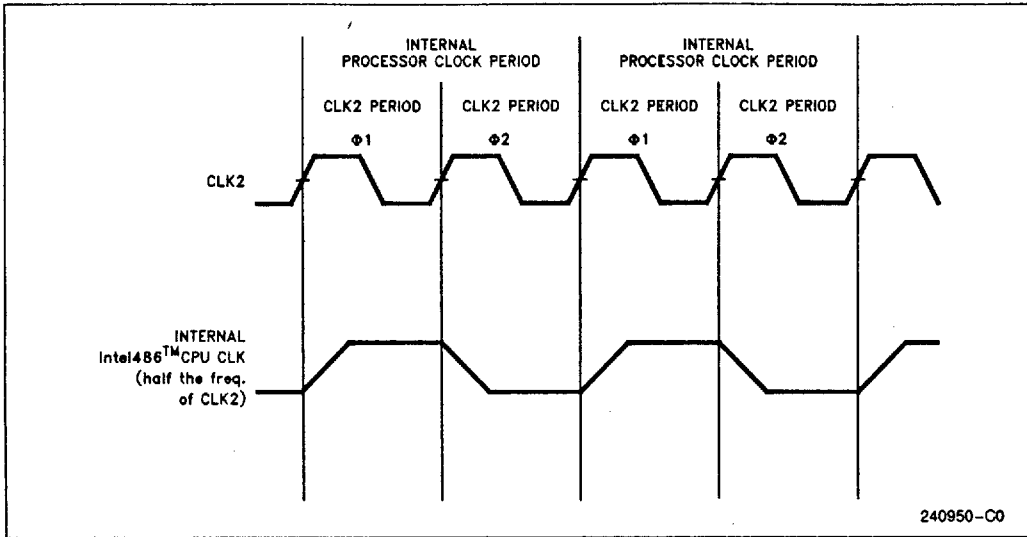 INTERNAL
PROCESSOR CLOCK PERIOD
INTERNAL
PROCESSOR CLOCK PERIOD
CLK2 PERIOD
CLK2 PERIOD
CLK2 PERIOD
CLK2 PERIOD
Φ1
Φ2
Φ1
Φ2
CLK2
INTERNAL
Intel486™CPU CLK
(half the freq.
of CLK2)
240950-C0